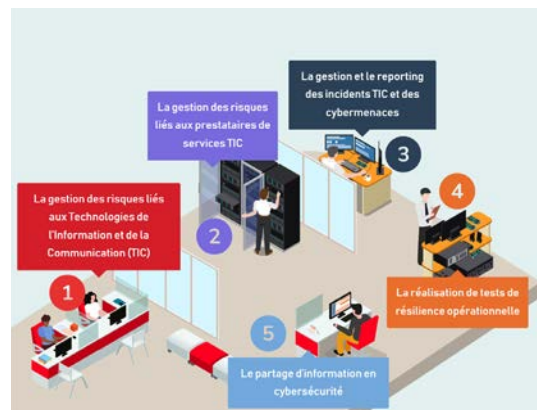 1
La gestion des risques liés
aux Technologies de
l'Information et de la
Communication (TIC)
2
La gestion des risques
liés aux prestataires de
services TIC
3
La gestion et le reporting
des incidents TIC et des
cybermenaces
4
La réalisation de tests de
résilience opérationnelle
5
Le partage d'information en
cybersécurité